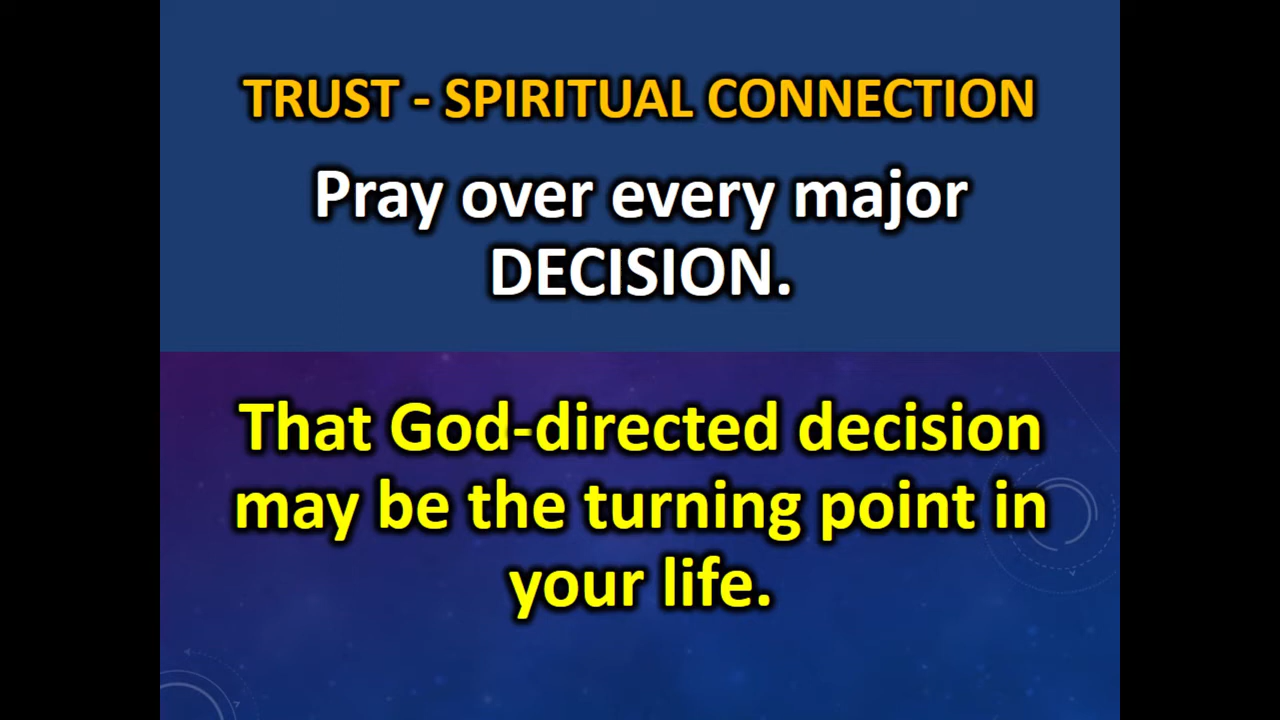 TRUST - SPIRITUAL CONNECTION
Pray over every major
DECISION.
That God-directed decision
may be the turning point in
your life.